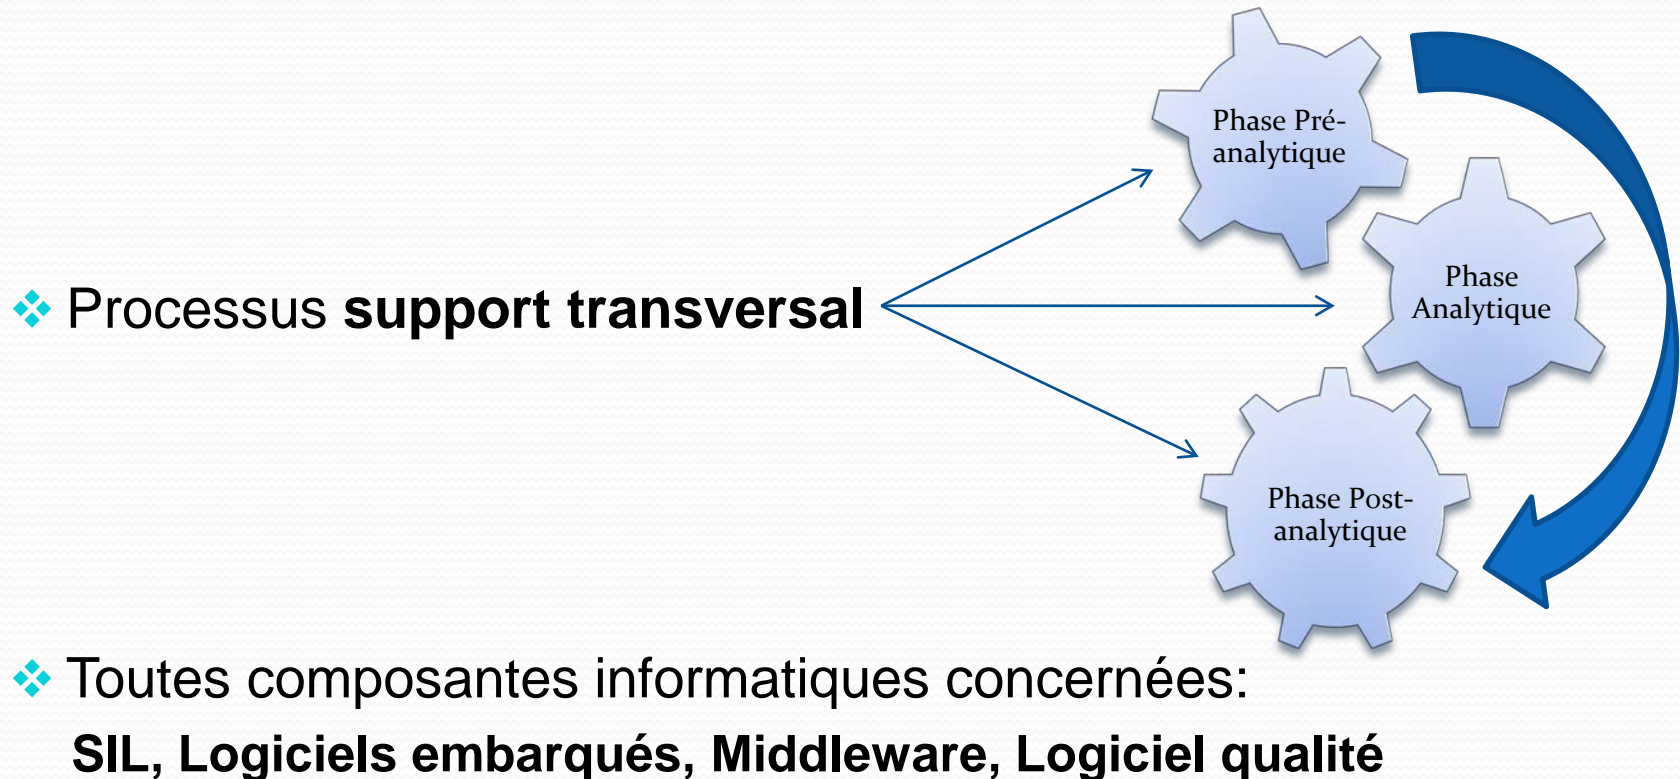 Phase Pré-
analytique
Phase
Analytique
Processus support transversal
Phase Post-
analytique
Toutes composantes informatiques concernées:
SIL, Logiciels embarqués, Middleware, Logiciel qualité